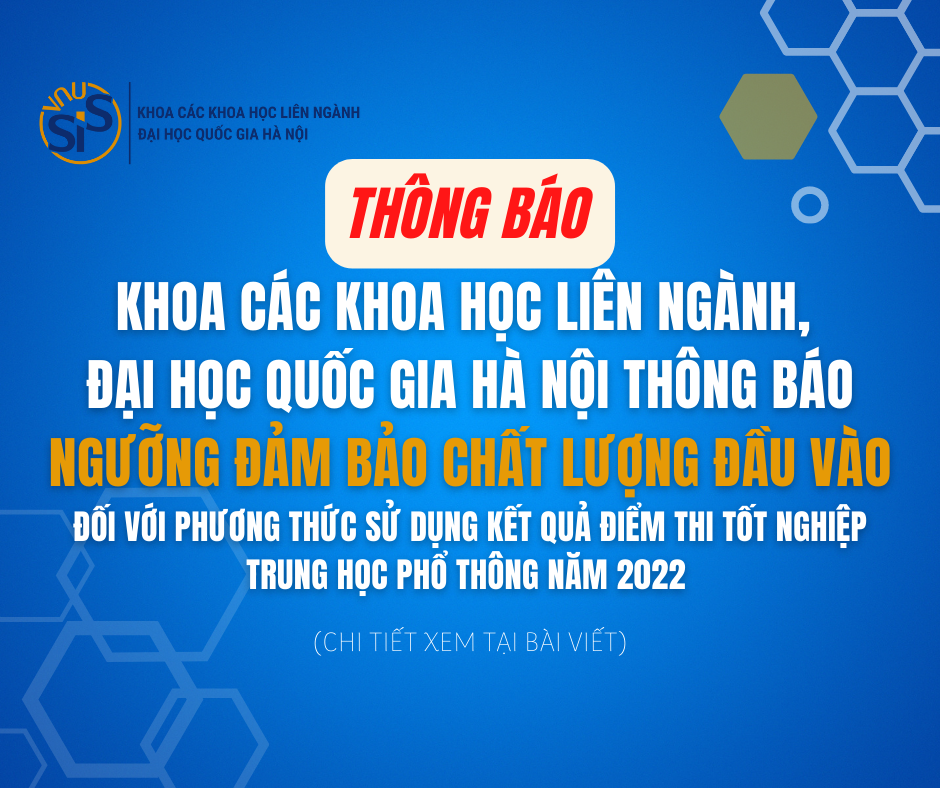 VNU
SIS
KHOA CÁC KHOA HỌC LIÊN NGÀNH
ĐẠI HỌC QUỐC GIA HÀ NỘI
THÔNG BÁO
KHOA CÁC KHOA HỌC LIÊN NGÀNH,
ĐẠI HỌC QUỐC GIA HÀ NỘI THÔNG BÁO
NGƯỠNG ĐẢM BẢO CHẤT LƯỢNG ĐẦU VÀO
ĐỐI VỚI PHƯƠNG THỨC SỬ DỤNG KẾT QUẢ ĐIỂM THI TỐT NGHIỆP
TRUNG HỌC PHỔ THÔNG NĂM 2022
(CHI TIẾT XEM TẠI BÀI VIẾT)